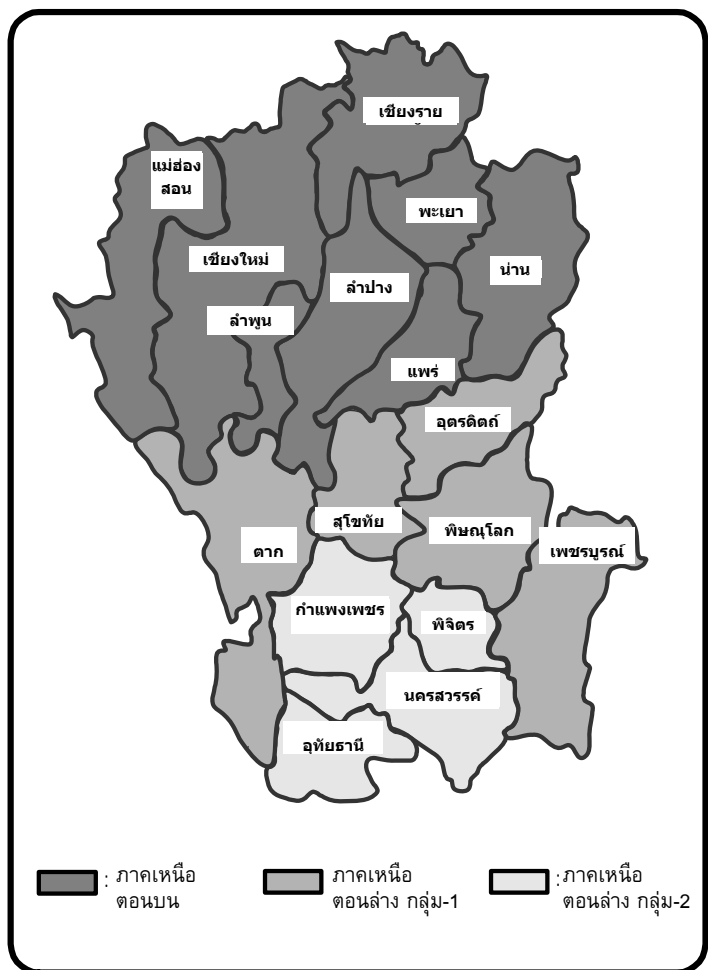 เชียงราย
แม่ฮ่อง
สอน
พะเยา
เชียงใหม่
น่าน
ลำปาง
ลำพูน
แพร่
อุตรดิตถ์
สุโขทัย
พิษณุโลก
ตาก
เพชรบูรณ์
กำแพงเพชร
พิจิตร
นครสวรรค์
อุทัยธานี
: ภาคเหนือ
ตอนบน
ภาคเหนือ
ตอนล่าง กลุ่ม-1
:ภาคเหนือ
ตอนล่าง กลุ่ม-2